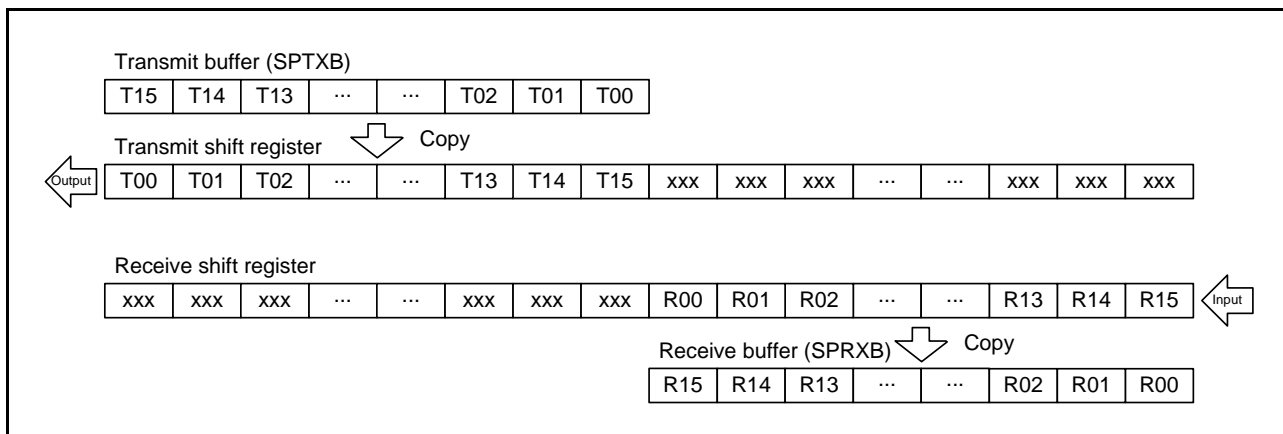 Transmit buffer (SPTXB)
T15 T14 T13 ... ... T02 T01 T00
Copy
Transmit shift register
Output T00 T01 T02 ... ... T13 T14 T15 xxx xxx xxx ... ... xxx xxx xxx
Receive shift register
xxx xxx xxx ... ... xxx xxx xxx R00 R01 R02 ... ... R13 R14 R15 Input
Receive buffer (SPRXB) Copy
R15 R14 R13 ... ... R02 R01 R00